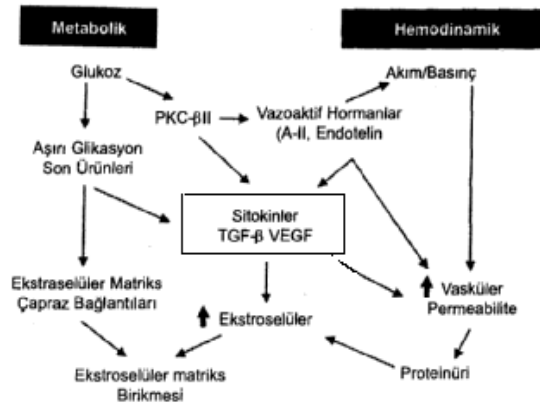 Metabolik
Hemodinamik
Glukoz
Akım/Basınç
PKC-βII
Vazoaktif Hormanlar
(A-II, Endotelin
Aşırı Glikasyon
Son Ürünleri
Sitokinler
TGF-β VEGF
Ekstraselüler Matriks
Çapraz Bağlantıları
Ekstroselüler
Vasküler
Permeabilite
Ekstroselüler matriks
Birikmesi
Proteinüri